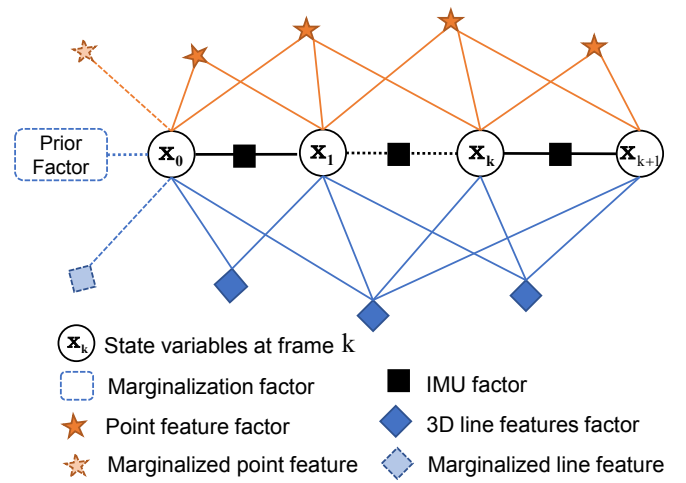 Prior
Factor
x₀
x₁
xₖ
xₖ₊₁
xₖ State variables at frame k
Marginalization factor
IMU factor
Point feature factor
3D line features factor
Marginalized point feature
Marginalized line feature